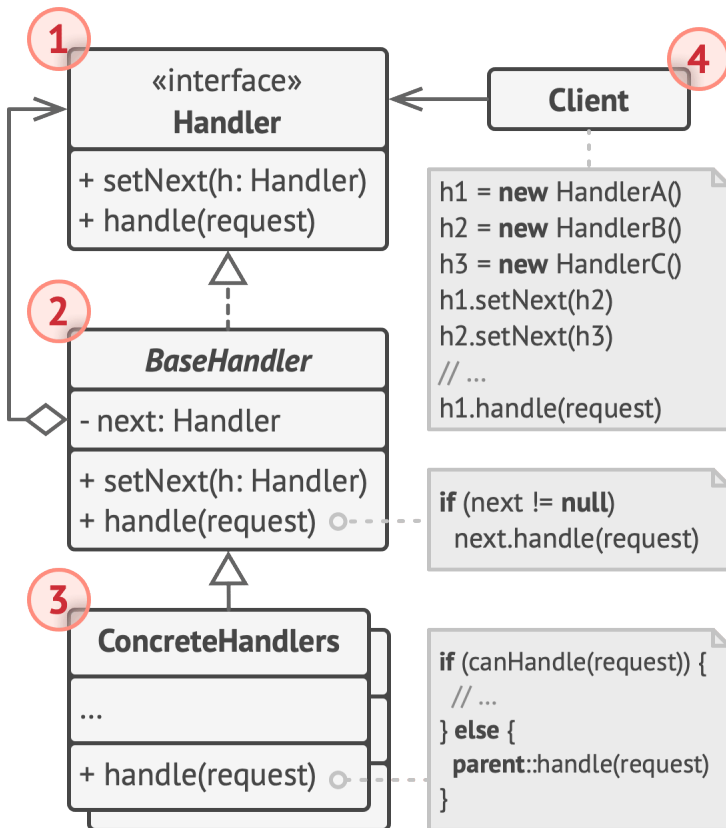 1
«interface»
Handler
+ setNext(h: Handler)
+ handle(request)
4
Client
h1 = new HandlerA()
h2 = new HandlerB()
h3 = new HandlerC()
h1.setNext(h2)
h2.setNext(h3)
// ...
h1.handle(request)
2
BaseHandler
- next: Handler
+ setNext(h: Handler)
+ handle(request)
if (next != null)
next.handle(request)
3
ConcreteHandlers
...
+ handle(request)
if (canHandle(request)) {
// ...
} else {
parent::handle(request)
}